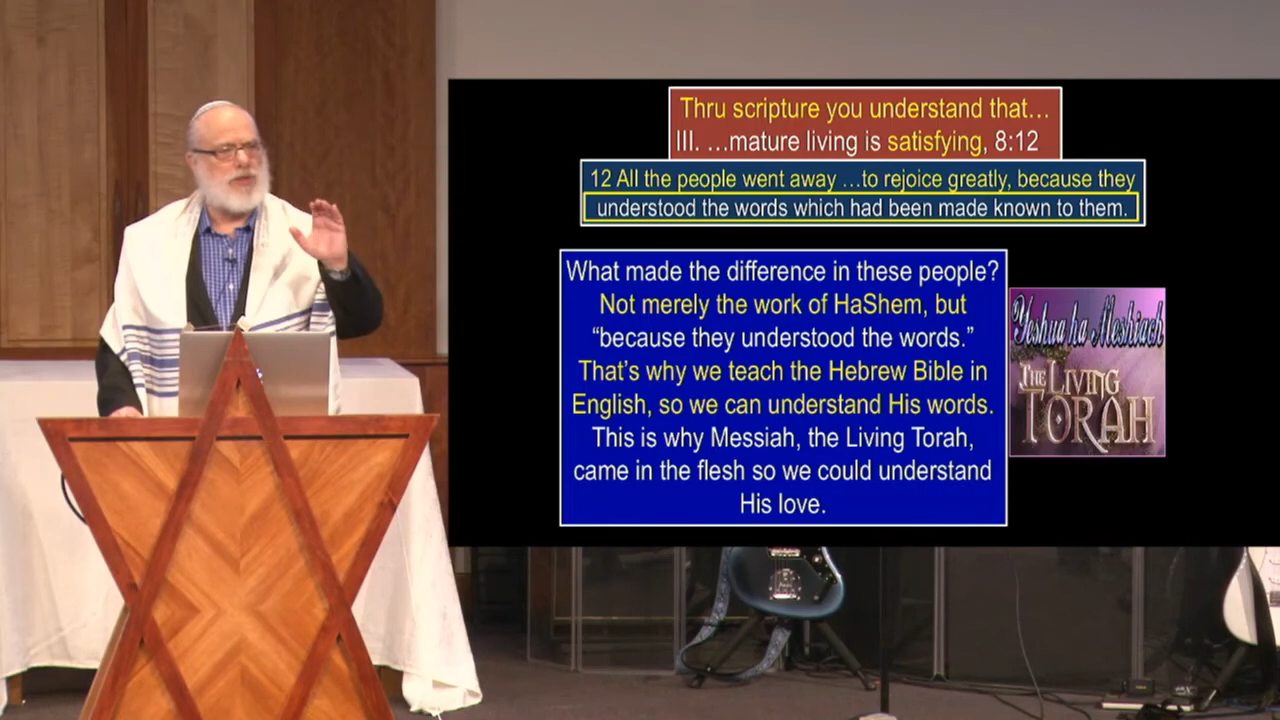 Thru scripture you understand that…
III. …mature living is satisfying, 8:12
12 All the people went away …to rejoice greatly, because they
understood the words which had been made known to them.
What made the difference in these people?
Not merely the work of HaShem, but
“because they understood the words.”
That’s why we teach the Hebrew Bible in
English, so we can understand His words.
This is why Messiah, the Living Torah,
came in the flesh so we could understand
His love.
Yeshua ha Meshiach
THE LIVING
TORAH